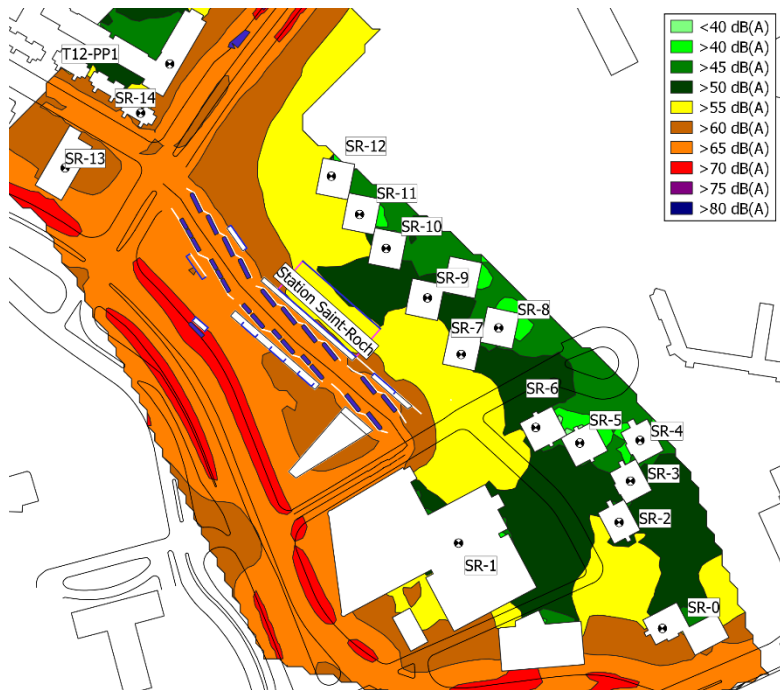 <40 dB(A)
>40 dB(A)
>45 dB(A)
>50 dB(A)
>55 dB(A)
>60 dB(A)
>65 dB(A)
>70 dB(A)
>75 dB(A)
>80 dB(A)
T12-PP1
SR-14
SR-13
SR-12
SR-11
SR-10
SR-9
SR-8
SR-7
Station Saint-Roch
SR-6
SR-5
SR-4
SR-3
SR-2
SR-1
SR-0